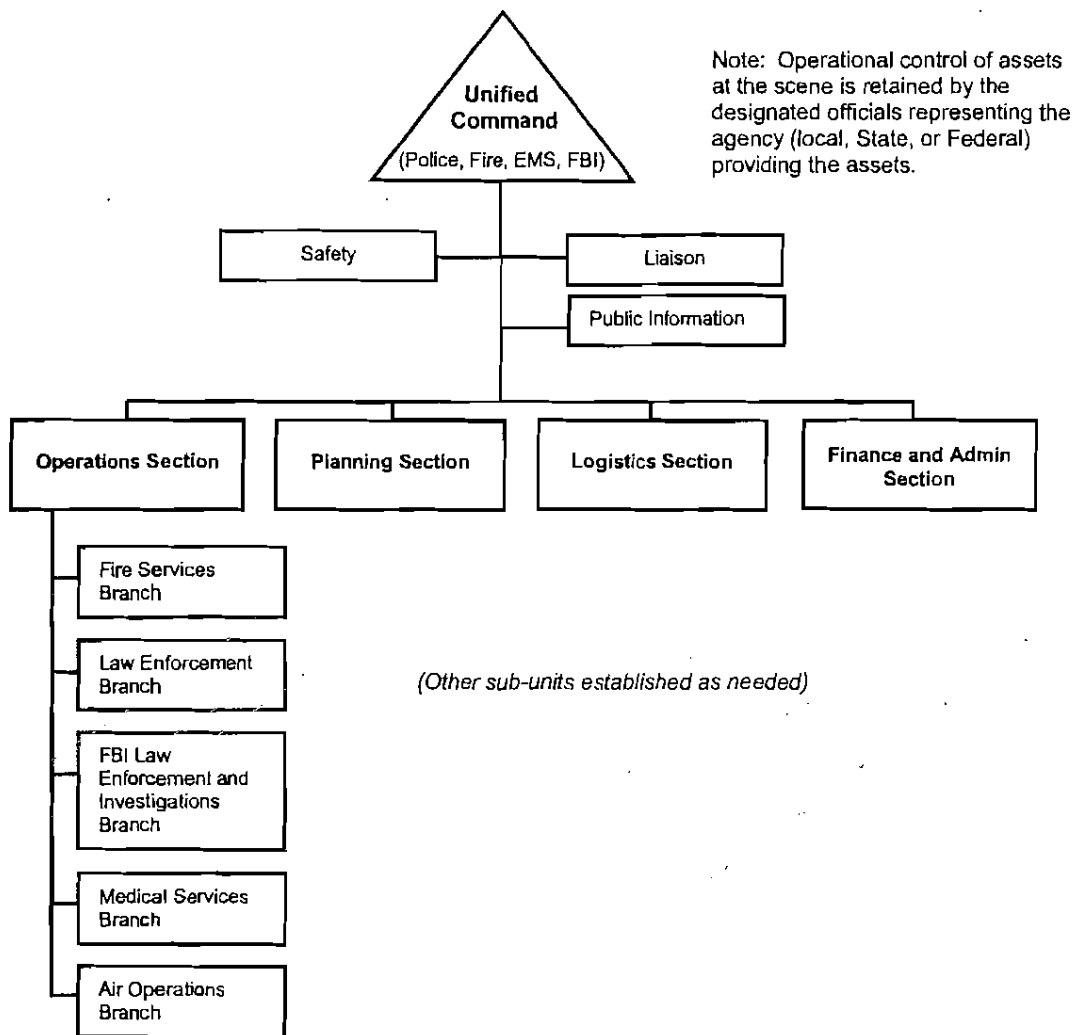 Unified
Command
(Police, Fire, EMS, FBI)
Note: Operational control of assets
at the scene is retained by the
designated officials representing the
agency (local, State, or Federal)
providing the assets.
Safety
Liaison
Public Information
Operations Section
Planning Section
Logistics Section
Finance and Admin
Section
Fire Services
Branch
Law Enforcement
Branch
(Other sub-units established as needed)
FBI Law
Enforcement and
Investigations
Branch
Medical Services
Branch
Air Operations
Branch